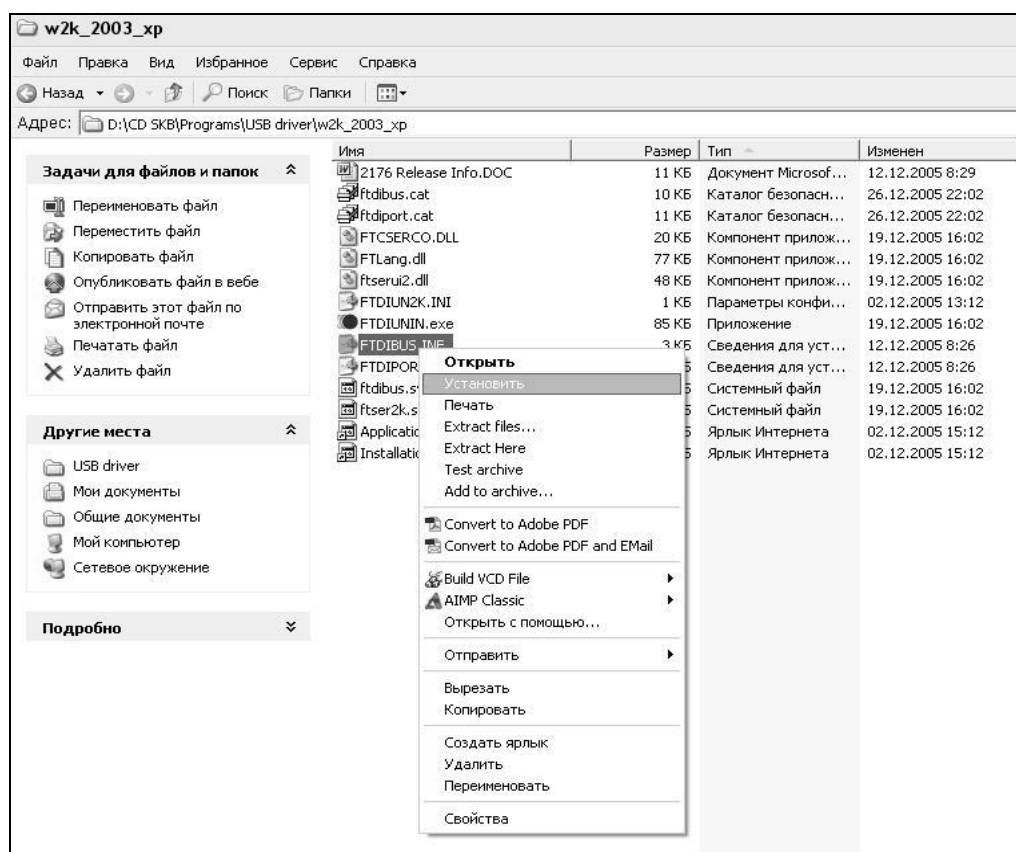 w2k_2003_xp
Файл Правка Вид Избранное Сервис Справка
Назад Поиск Папки
Адрес: D:\CD SKB\Programs\USB driver\w2k_2003_xp
Задачи для файлов и папок
Переименовать файл
Переместить файл
Копировать файл
Опубликовать файл в вебе
Отправить этот файл по
электронной почте
Печатать файл
Удалить файл
Другие места
USB driver
Мои документы
Общие документы
Мой компьютер
Сетевое окружение
Подробно
Имя Размер Тип Изменен
2176 Release Info.DOC 11 КБ Документ Microsof... 12.12.2005 8:29
ftdibus.cat 10 КБ Каталог безопасн... 26.12.2005 22:02
ftdiport.cat 11 КБ Каталог безопасн... 26.12.2005 22:02
FTCSERCO.DLL 20 КБ Компонент прилож... 19.12.2005 16:02
FTLang.dll 77 КБ Компонент прилож... 19.12.2005 16:02
ftserui2.dll 48 КБ Компонент прилож... 19.12.2005 16:02
FTDIUN2K.INI 1 КБ Параметры конфи... 02.12.2005 13:12
FTDIUNIN.exe 85 КБ Приложение 19.12.2005 16:02
FTDIBUS.INF 3 КБ Сведения для уст... 12.12.2005 8:26
FTDIPOR Б Сведения для уст... 12.12.2005 8:26
ftdibus.s Б Системный файл 19.12.2005 16:02
ftser2k.s Б Системный файл 19.12.2005 16:02
Applicatio Б Ярлык Интернета 02.12.2005 15:12
Installatio Б Ярлык Интернета 02.12.2005 15:12
Открыть
Установить
Печать
Extract files...
Extract Here
Test archive
Add to archive...
Convert to Adobe PDF
Convert to Adobe PDF and EMail
Build VCD File
AIMP Classic
Открыть с помощью...
Отправить
Вырезать
Копировать
Создать ярлык
Удалить
Переименовать
Свойства